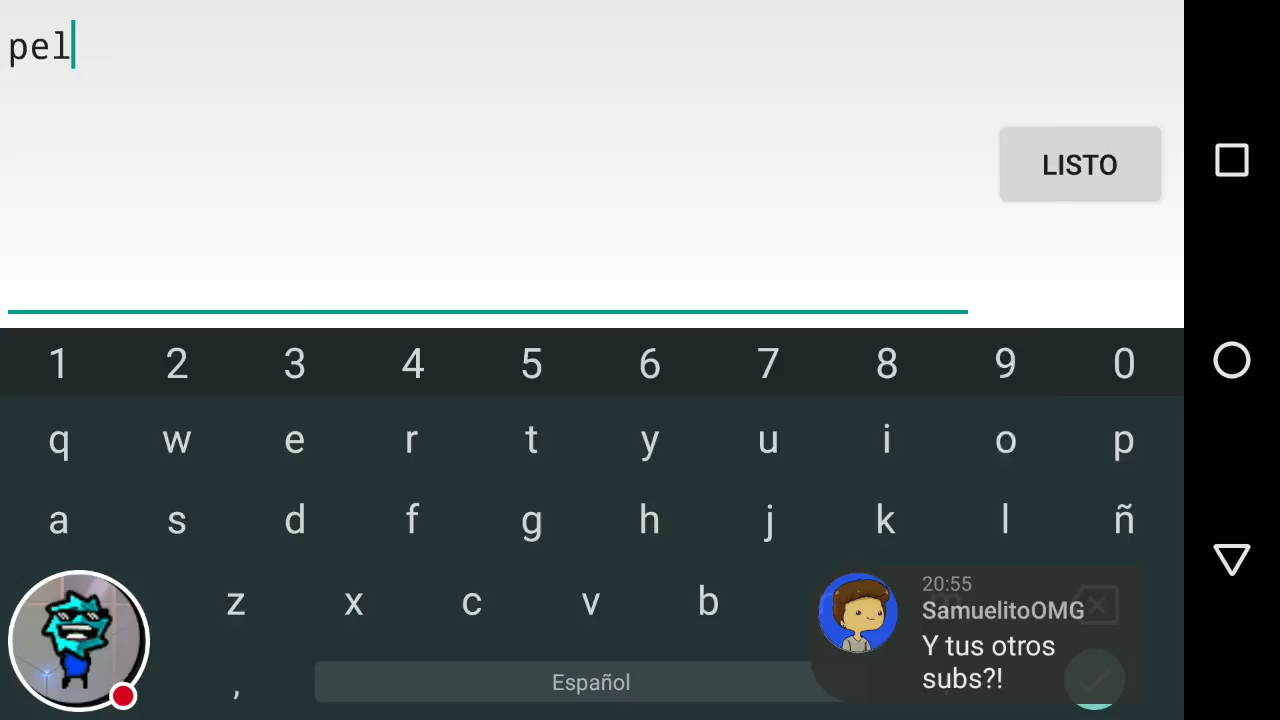 pel
LISTO
1 2 3 4 5 6 7 8 9 0
q w e r t y u i o p
a s d f g h j k l ñ
z x c v b
, Español
20:55
SamuelitoOMG
Y tus otros
subs?!